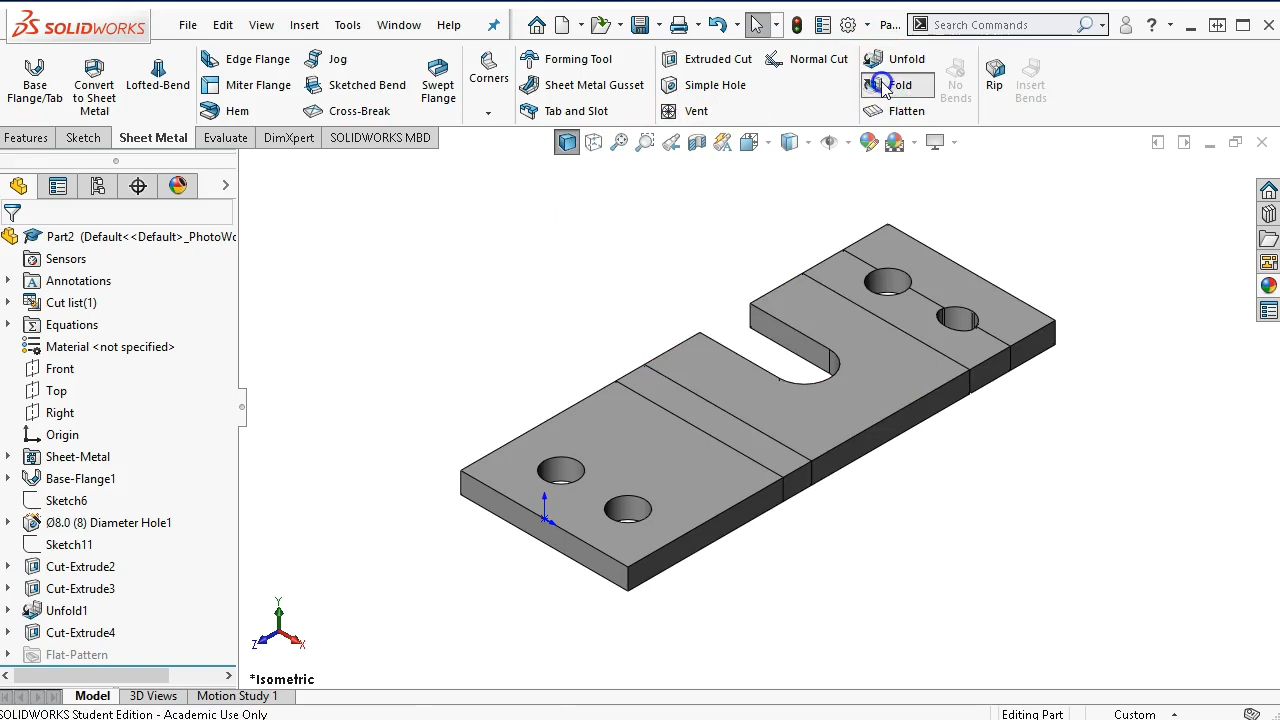 SOLIDWORKS File Edit View Insert Tools Window Help Pa... Search Commands ?
Base Flange/Tab
Convert to Sheet Metal
Lofted-B
Edge Flange
Miter Flange
Hem
Jog
Sketched Bend
Cross-Break
Swept Flange
Corners
Forming Tool
Sheet Metal Gusset
Tab and Slot
Extruded Cut
Simple Hole
Vent
Normal Cut
Unfold
Fold
Flatten
No Bends
Rip
Insert Bends
Features Sketch Sheet Metal Evaluate DimXpert SOLIDWORKS MBD
Part2 (Default<<Default>_PhotoWo
Sensors
Annotations
Cut list(1)
Equations
Material <not specified>
Front
Top
Right
Origin
Sheet-Metal
Base-Flange1
Sketch6
Ø8.0 (8) Diameter Hole1
Sketch11
Cut-Extrude2
Cut-Extrude3
Unfold1
Cut-Extrude4
Flat-Pattern
Y
Z X
*Isometric
Model 3D Views Motion Study 1
SOLIDWORKS Student Edition - Academic Use Only Editing Part Custom